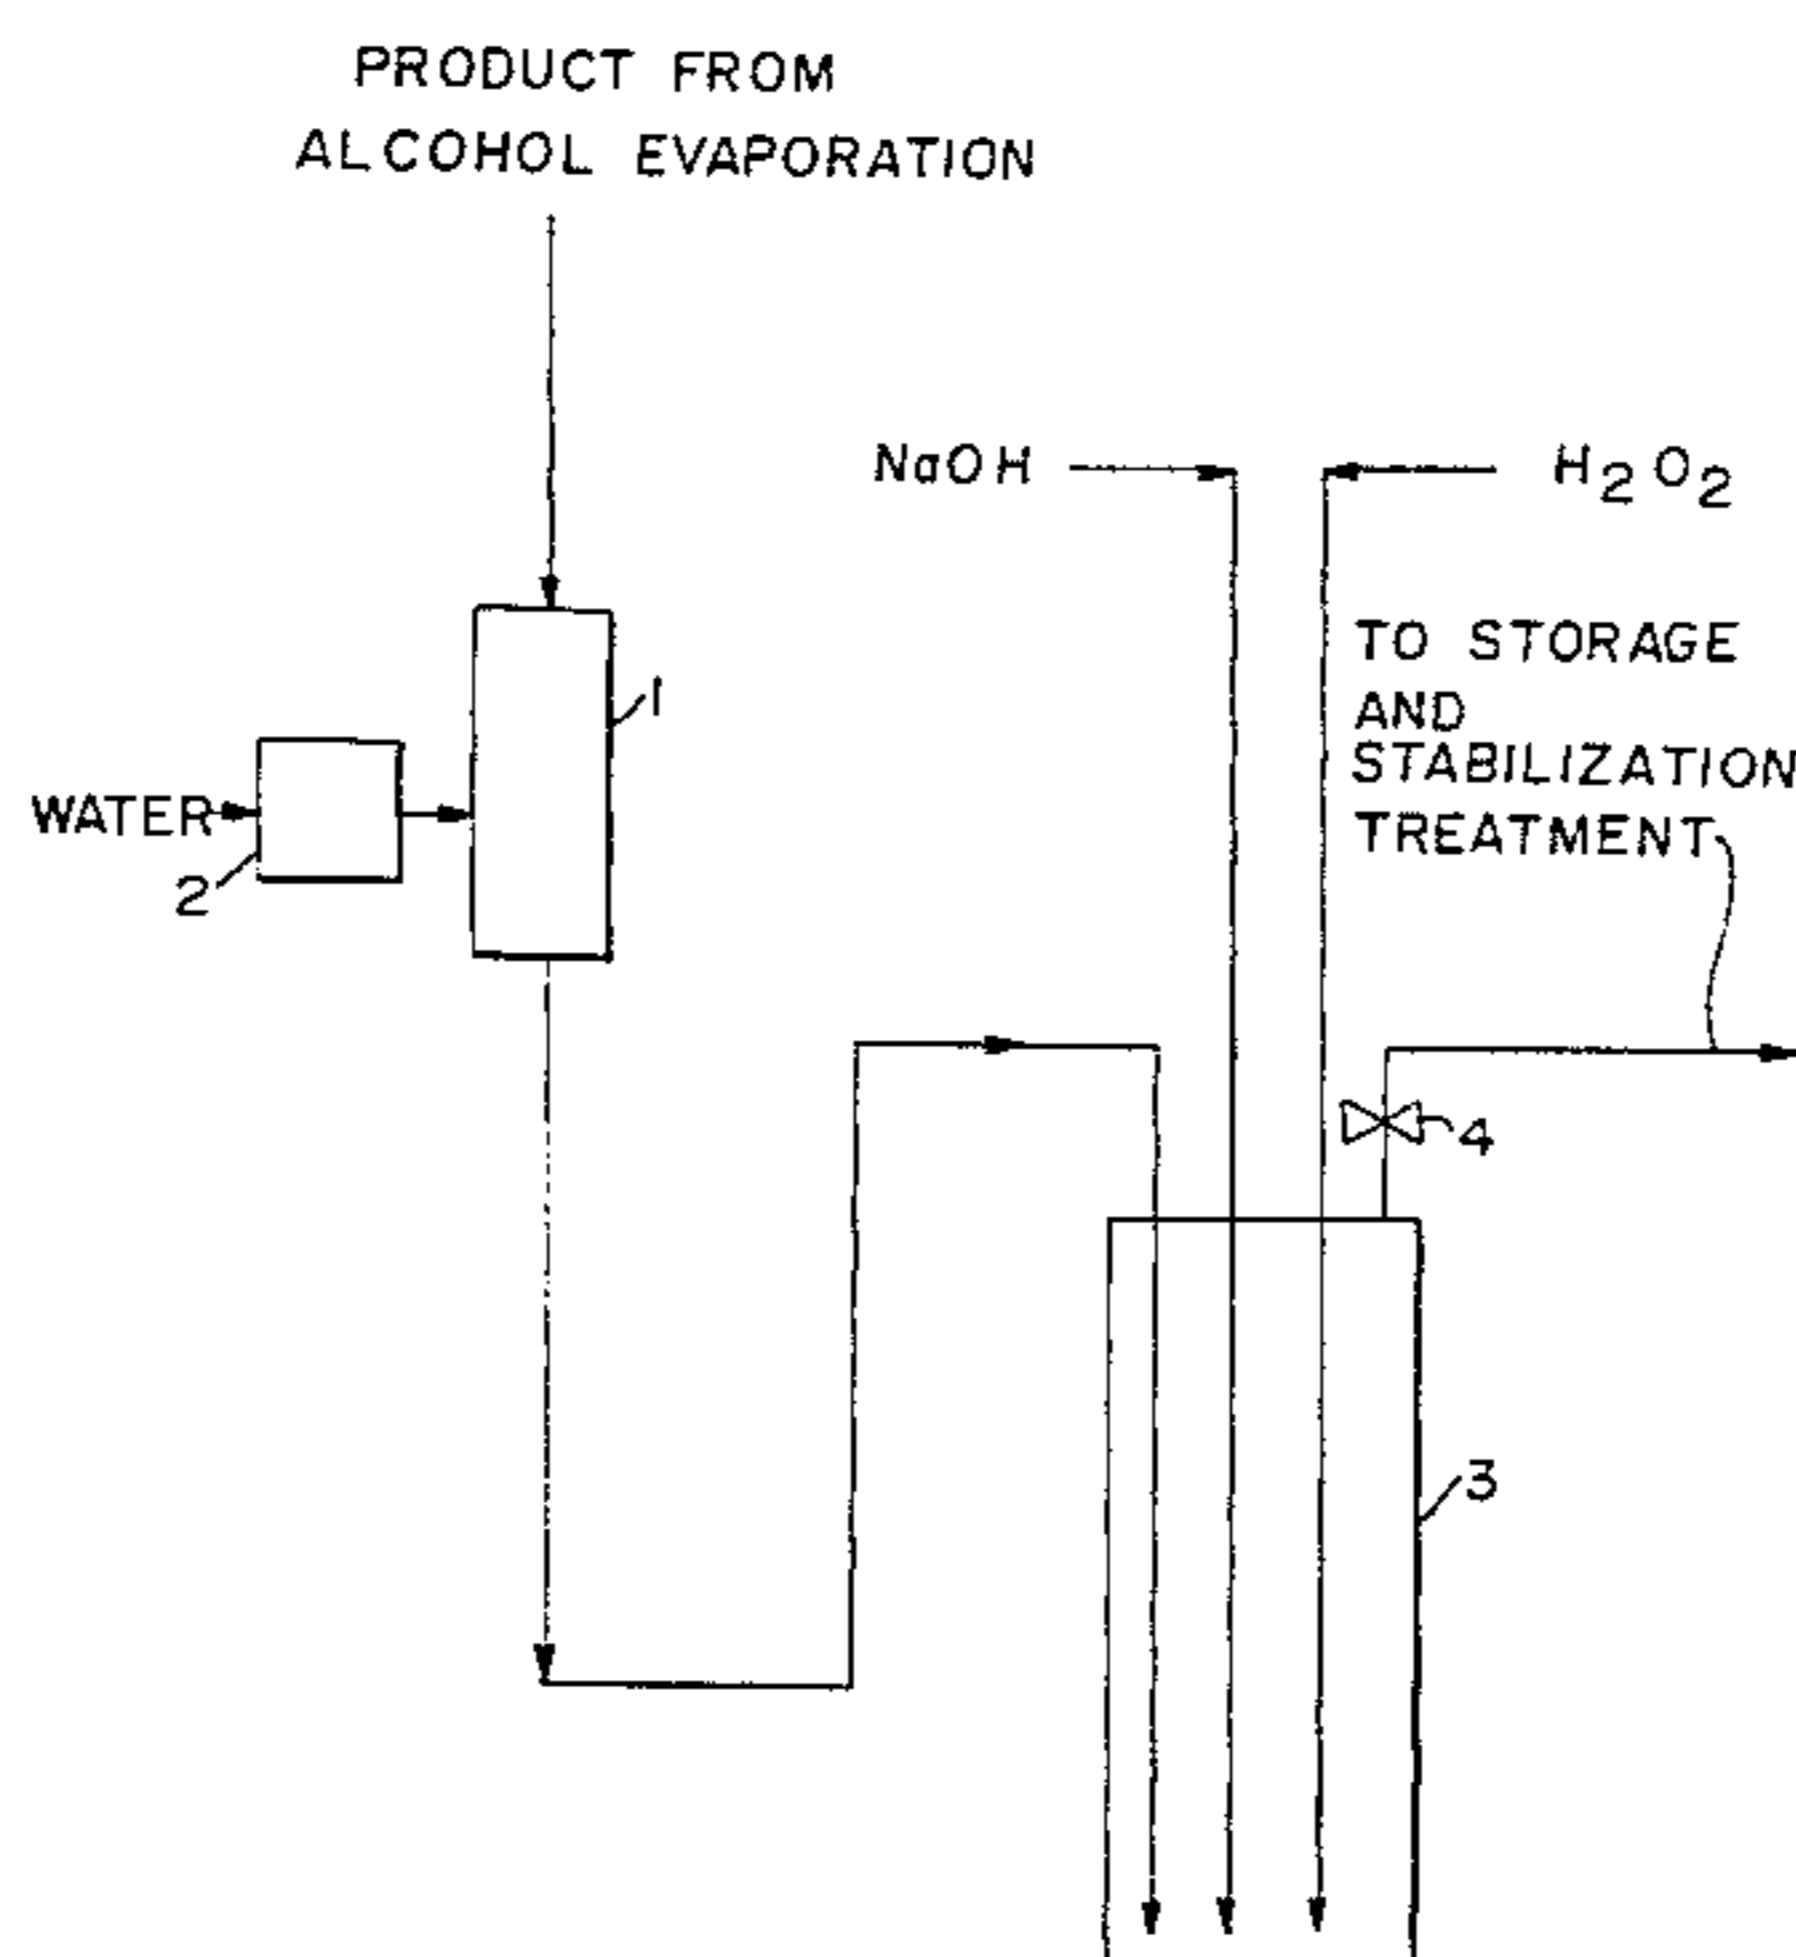 PRODUCT FROM
ALCOHOL EVAPORATION
NaOH
H2O2
TO STORAGE
AND
STABILIZATION
TREATMENT
1
WATER
2
4
3